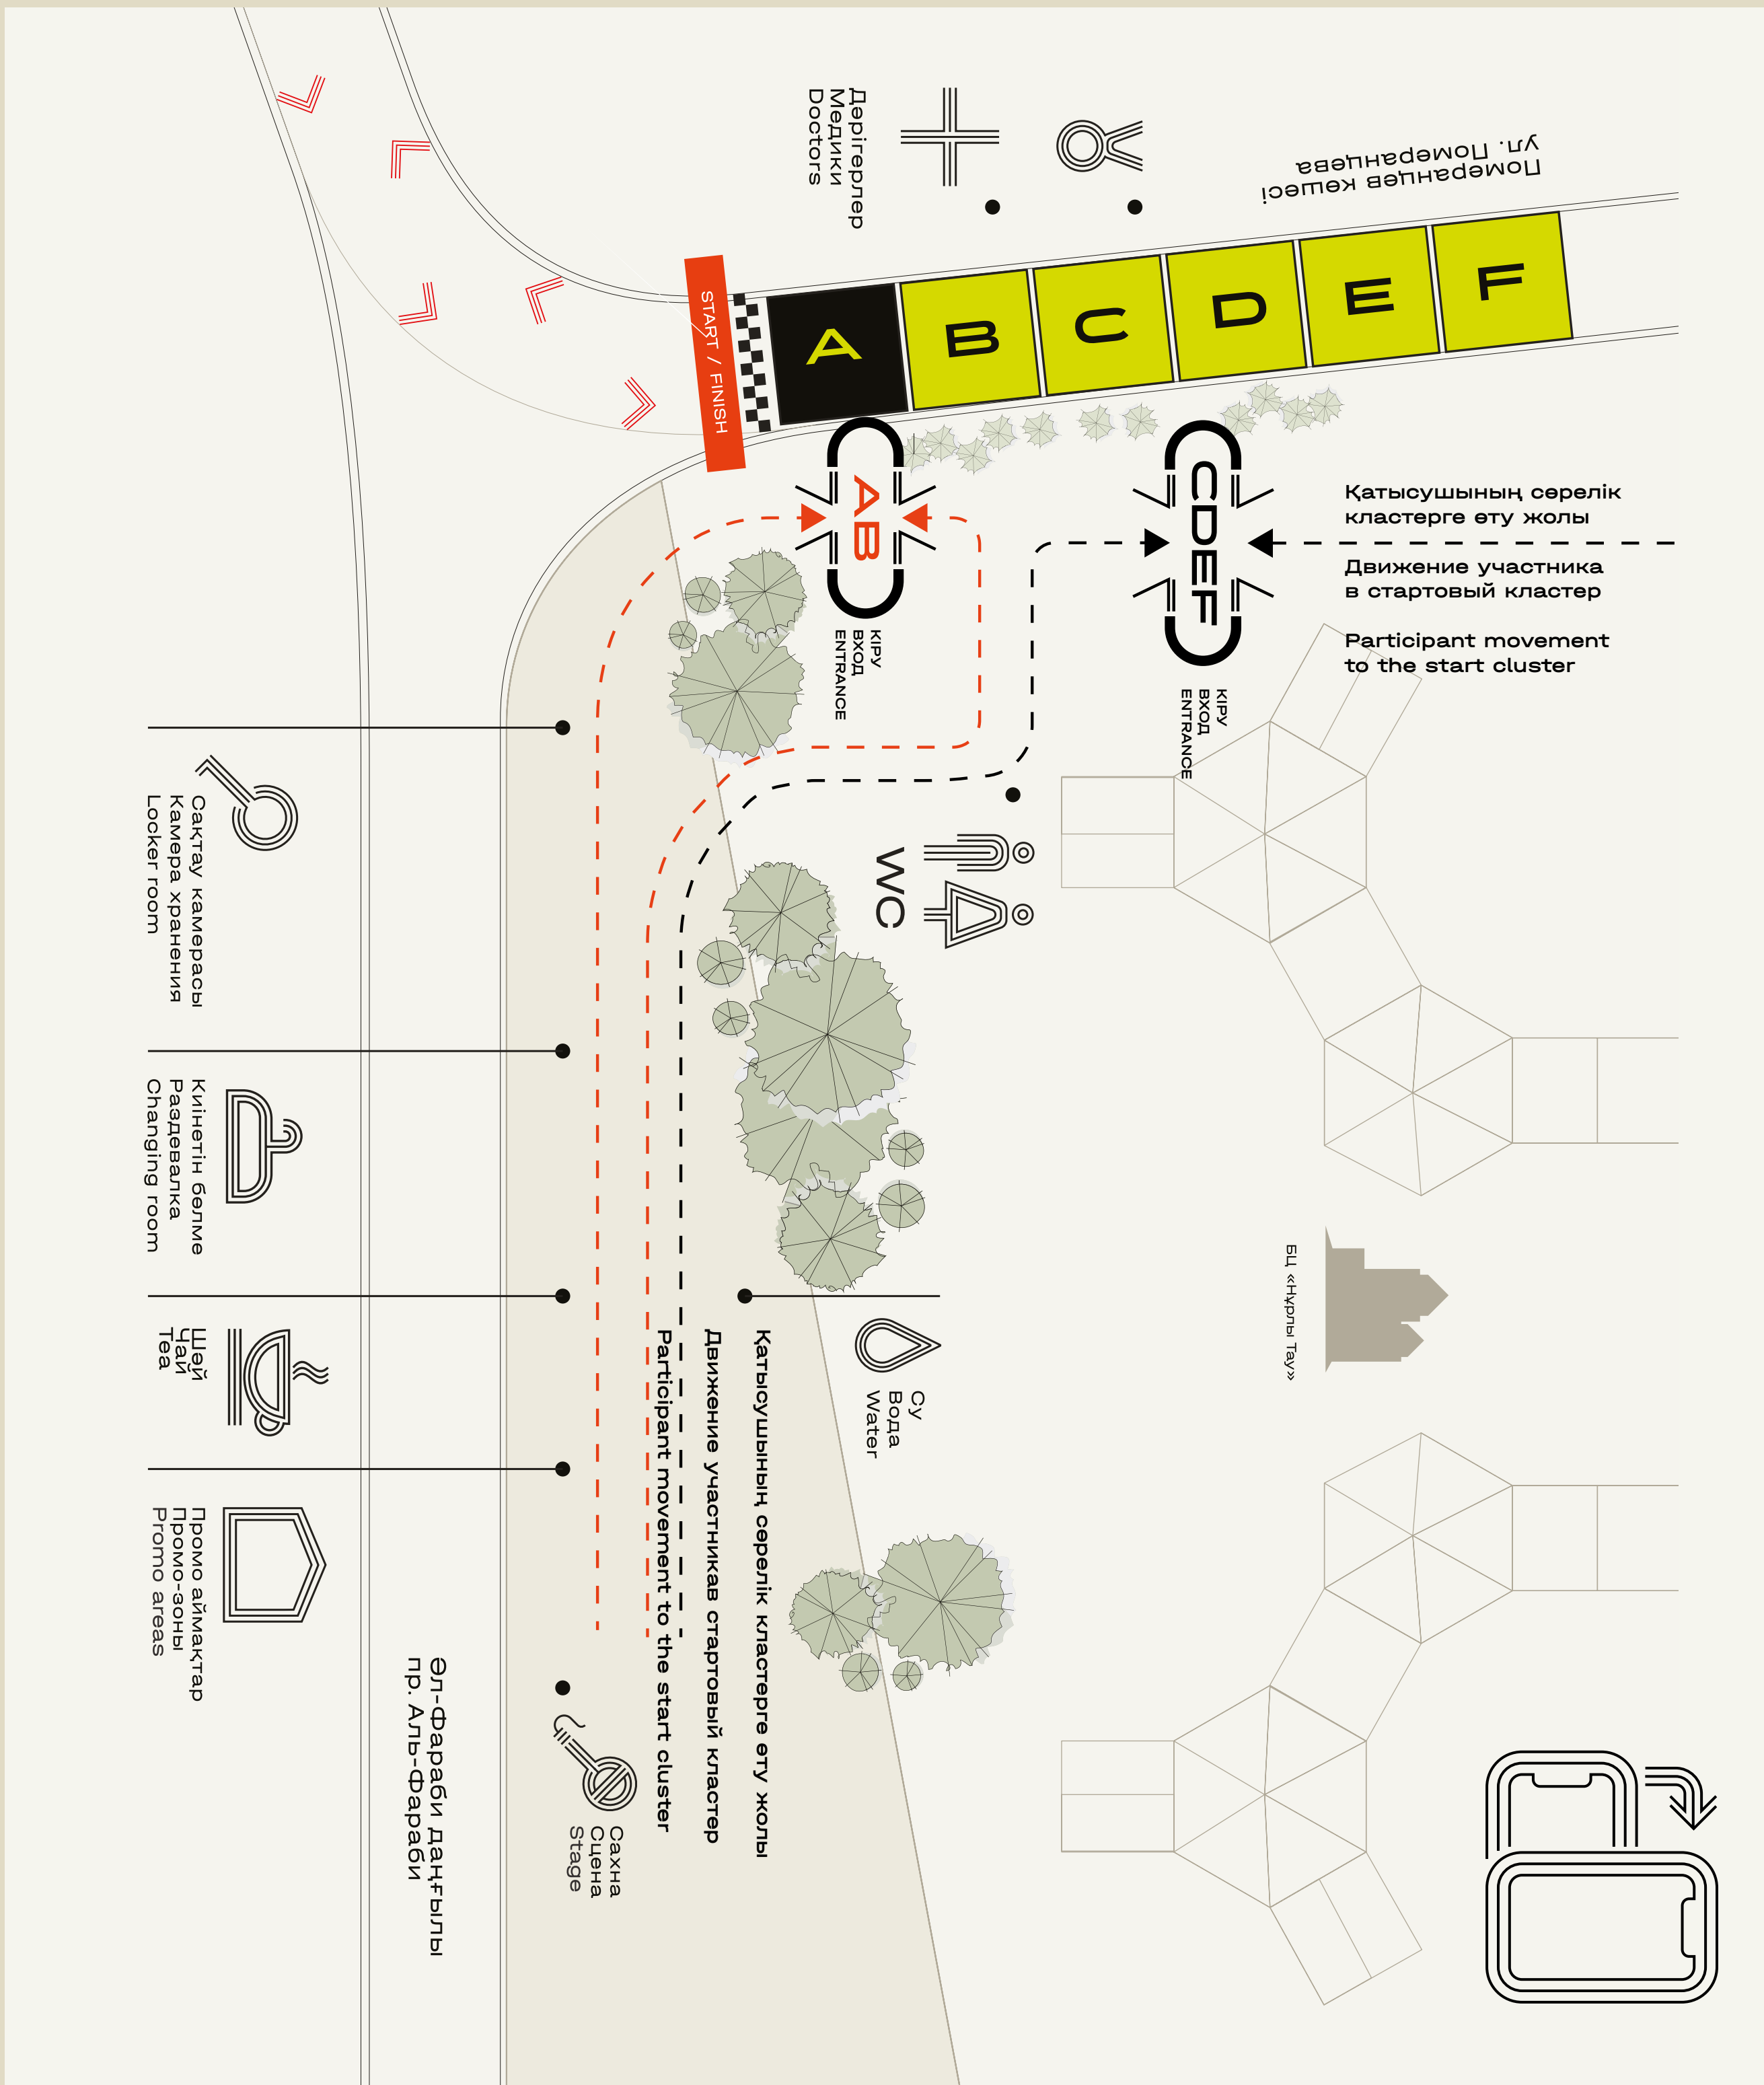 Дәрігерлер
Медики
Doctors
Померанцев көшесі
ул. Померанцева
START / FINISH
A
B
C
D
E
F
AB
КІРУ
ВХОД
ENTRANCE
CDEF
КІРУ
ВХОД
ENTRANCE
Қатысушының сөрелік
кластерге өту жолы
Движение участника
в стартовый кластер
Participant movement
to the start cluster
Сақтау камерасы
Камера хранения
Locker room
WC
Киінетін бөлме
Раздевалка
Changing room
БЦ «Нұрлы Тау»
Шәй
Чай
Tea
Су
Вода
Water
Қатысушының сөрелік кластерге өту жолы
Движение участникав стартовый кластер
Participant movement to the start cluster
Промо аймақтар
Промо-зоны
Promo areas
Әл-Фараби даңғылы
пр. Аль-Фараби
Сахна
Сцена
Stage